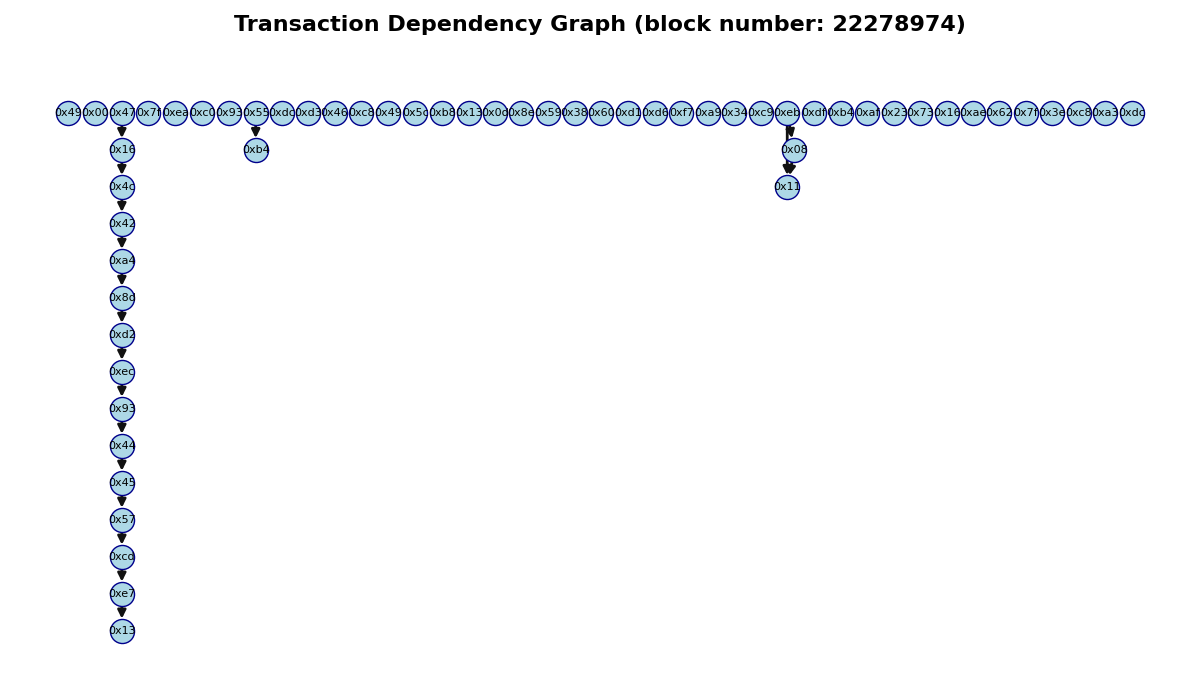 Transaction Dependency Graph (block number: 22278974)
0x49 0x00 0x47 0x7f 0xea 0xc0 0x93 0x55 0xdc 0xd3 0x46 0xc8 0x49 0x5c 0xb8 0x13 0x0d 0x8e 0x59 0x38 0x60 0xd1 0xd6 0xf7 0xa9 0x34 0xc9 0xeb 0xdf 0xb4 0xaf 0x23 0x73 0x16 0xae 0x62 0x7f 0x3e 0xc8 0xa3 0xdc
0x16 0xb4 0x08
0x4c 0x11
0x42
0xa4
0x8d
0xd2
0xec
0x93
0x44
0x45
0x57
0xcd
0xe7
0x13